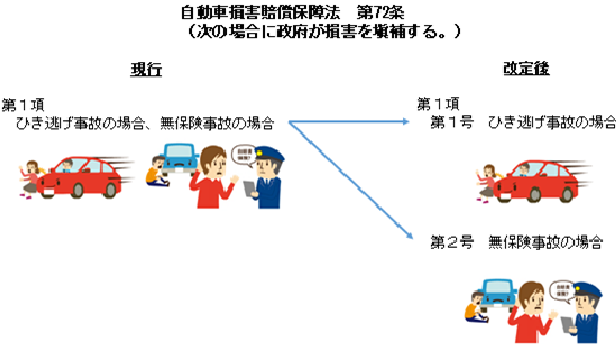 自動車損害賠償保障法　第72条
（次の場合に政府が損害を塡補する。）
現行
第１項
ひき逃げ事故の場合、無保険事故の場合
改定後
第１項
第１号　ひき逃げ事故の場合
第２号　無保険事故の場合